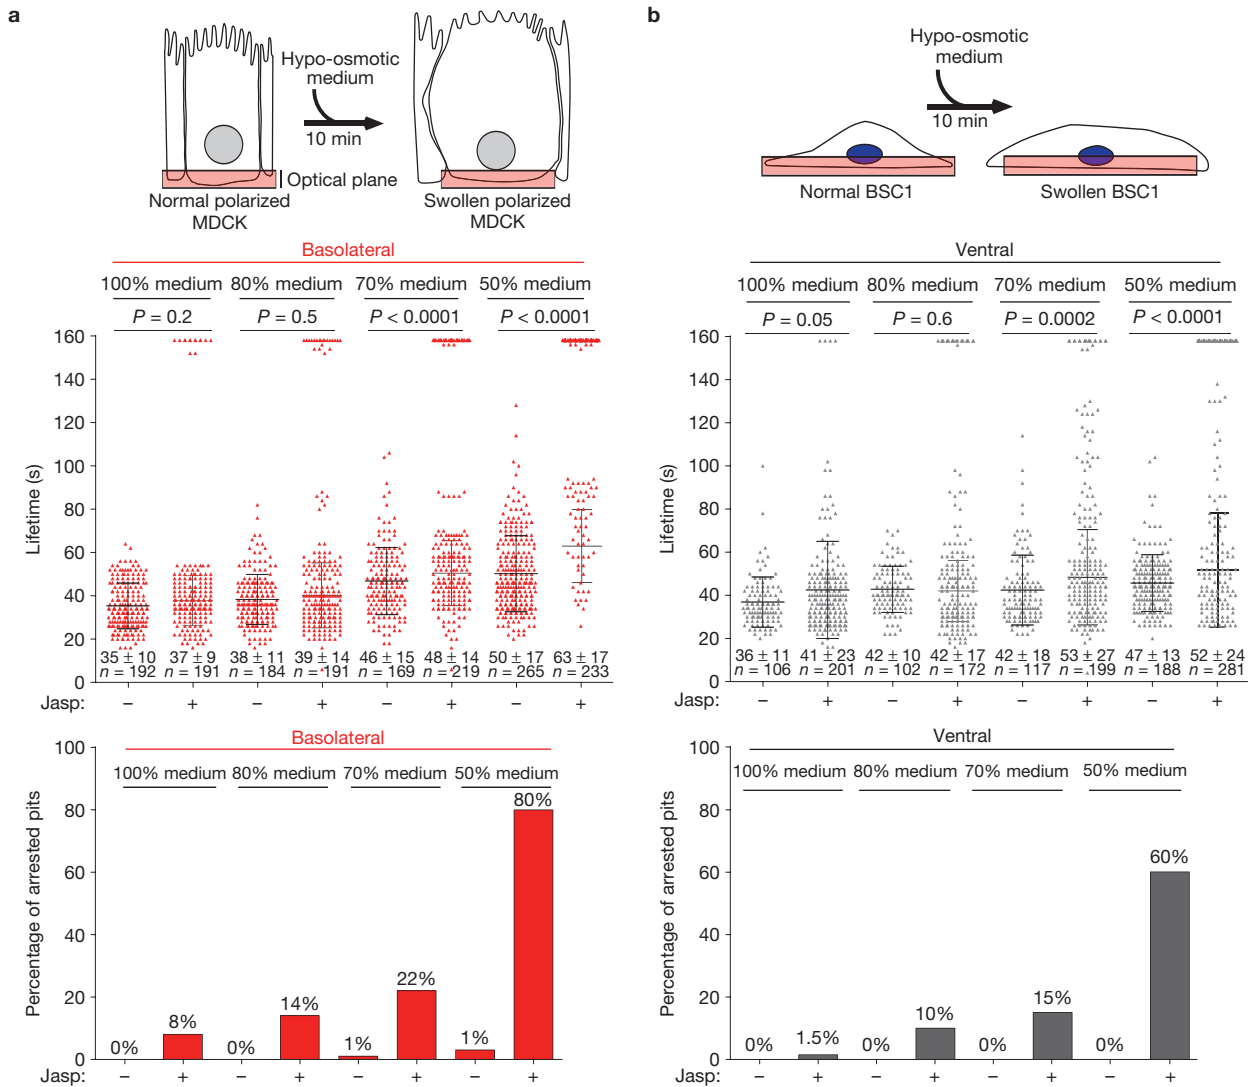 a
Hypo-osmotic
medium
10 min
Optical plane
Normal polarized
MDCK
Swollen polarized
MDCK
Basolateral
100% medium 80% medium 70% medium 50% medium
P = 0.2 P = 0.5 P < 0.0001 P < 0.0001
160
140
120
100
80
60
40
20
0
Lifetime (s)
35 ± 10 37 ± 9 38 ± 11 39 ± 14 46 ± 15 48 ± 14 50 ± 17 63 ± 17
n = 192 n = 191 n = 184 n = 191 n = 169 n = 219 n = 265 n = 233
Jasp: − + − + − + − +
Basolateral
100% medium 80% medium 70% medium 50% medium
100
80
60
40
20
0
Percentage of arrested pits
0% 8% 0% 14% 1% 22% 1% 80%
Jasp: − + − + − + − +
b
Hypo-osmotic
medium
10 min
Normal BSC1
Swollen BSC1
Ventral
100% medium 80% medium 70% medium 50% medium
P = 0.05 P = 0.6 P = 0.0002 P < 0.0001
160
140
120
100
80
60
40
20
0
Lifetime (s)
36 ± 11 41 ± 23 42 ± 10 42 ± 17 42 ± 18 53 ± 27 47 ± 13 52 ± 24
n = 106 n = 201 n = 102 n = 172 n = 117 n = 199 n = 188 n = 281
Jasp: − + − + − + − +
Ventral
100% medium 80% medium 70% medium 50% medium
100
80
60
40
20
0
Percentage of arrested pits
0% 1.5% 0% 10% 0% 15% 0% 60%
Jasp: − + − + − + − +